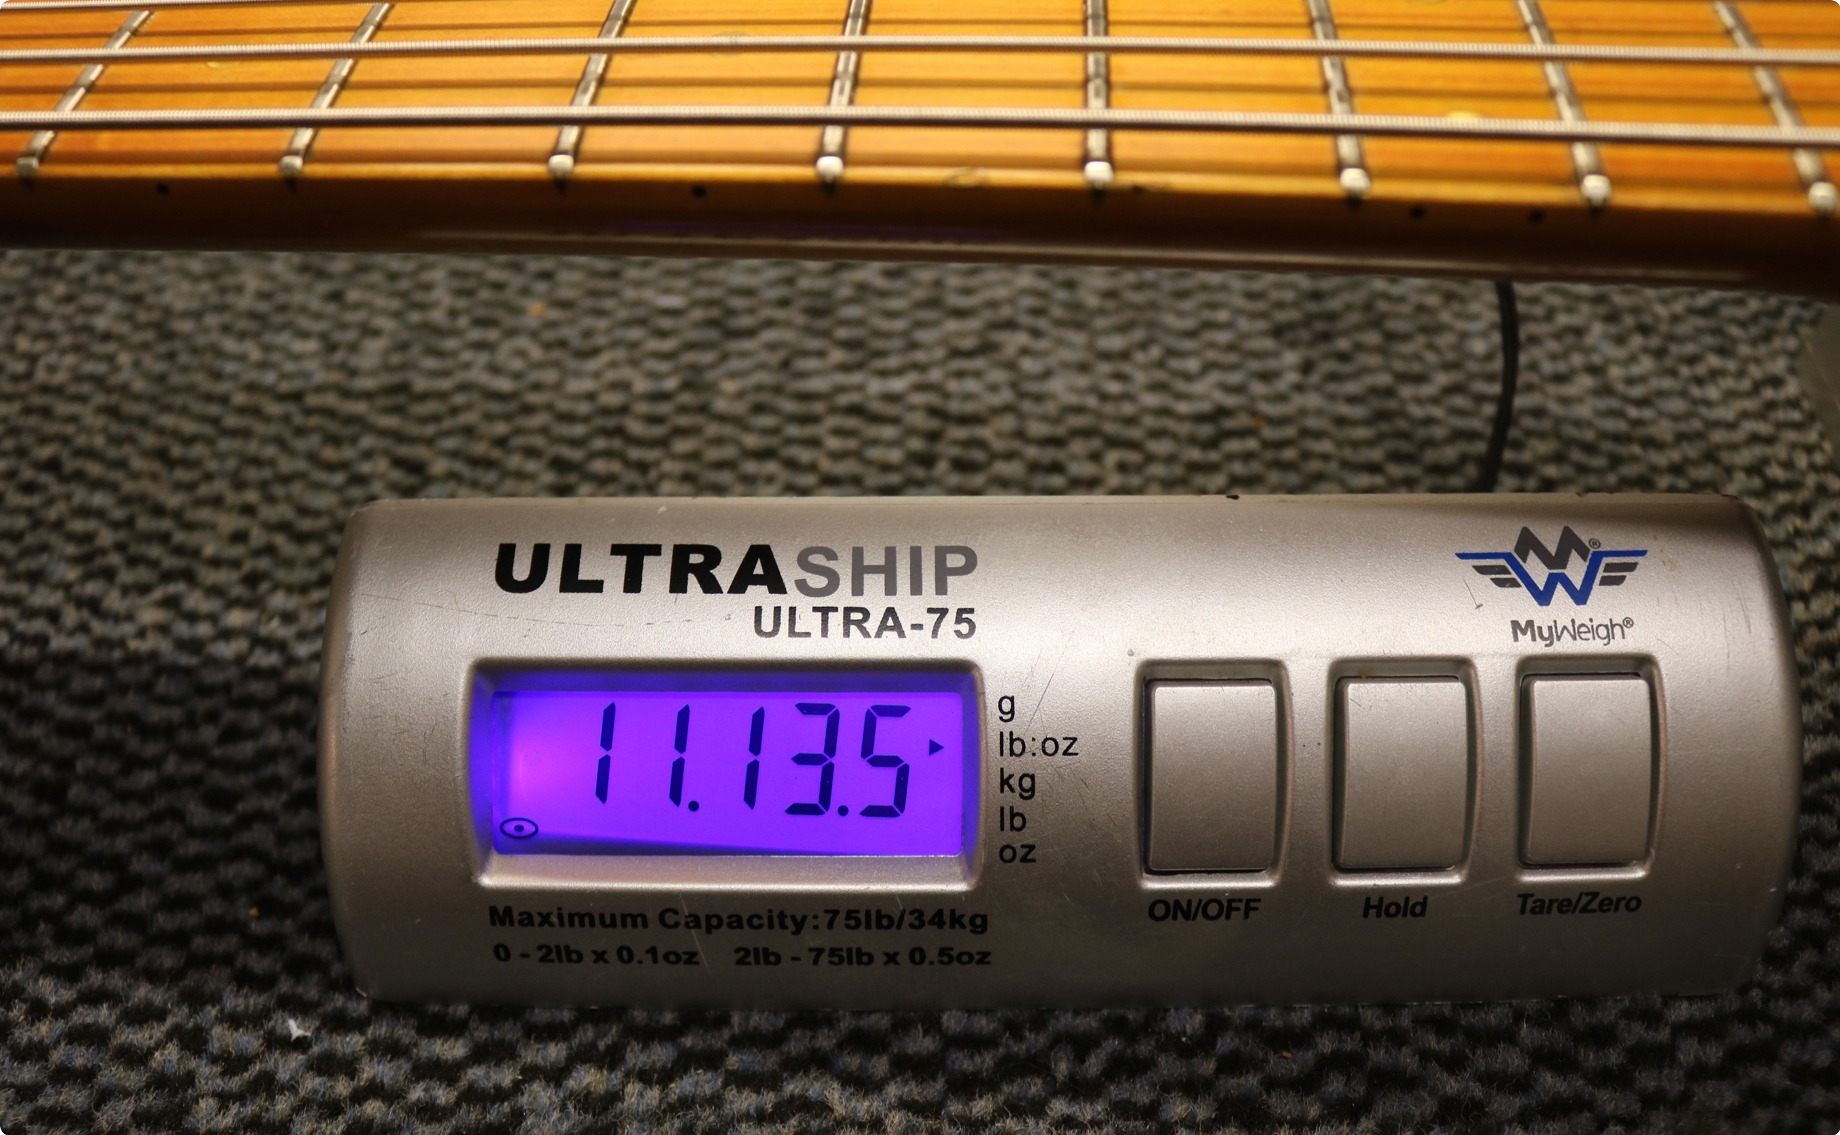 ULTRASHIP
ULTRA-75
MW®
MyWeigh®
11.13.5
g
lb:oz
kg
lb
oz
Maximum Capacity:75lb/34kg
0 - 2lb x 0.1oz 2lb - 75lb x 0.5oz
ON/OFF
Hold
Tare/Zero